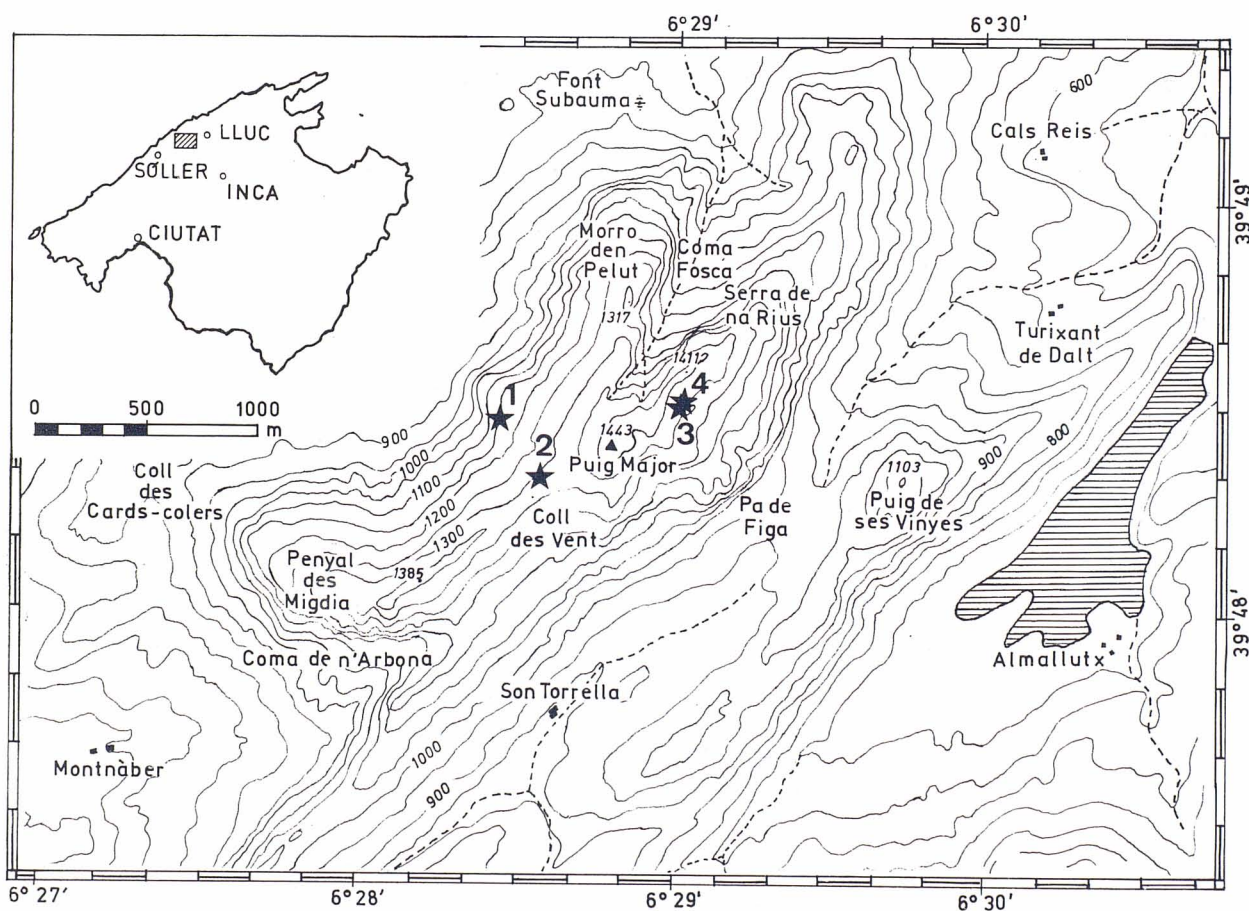 6°29′
6°30′
Font
Subauma
600
Cals Reis
LLUC
SÓLLER
INCA
CIUTAT
39°49′
Morro
den
Pelut
Coma
Fosca
Serra de
na Rius
1317
14112
Turixant
de Dalt
0
500
1000
m
1
4
3
2
1443
Puig Major
900
1000
1100
1200
1300
Coll
des
Cards-colers
Coll
des Vent
Pa de
Figa
1103
Puig de
ses Vinyes
900
800
Penyal
des
Migdia
1385
39°48′
Coma de n'Arbona
Almallutx
Son Torrella
Montnàber
1000
900
6°27′
6°28′
6°29′
6°30′